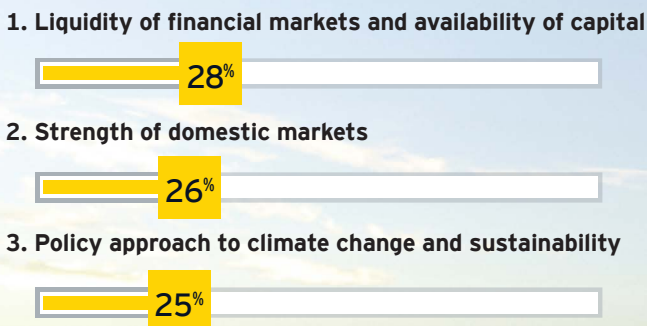 1. Liquidity of financial markets and availability of capital
28%
2. Strength of domestic markets
26%
3. Policy approach to climate change and sustainability
25%